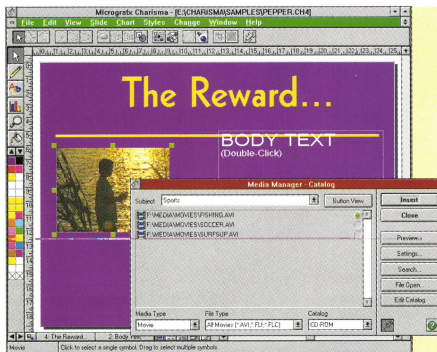 Micrografx Charisma - [E:\CHARISMA\SAMPLES\PEPPER.CH4]
File Edit View Slide Chart Styles Change Window Help
The Reward...
BODY TEXT
(Double-Click)
Media Manager - Catalog
Subject Sports Button View Insert
Close
F:\MEDIA\MOVIES\FISHING.AVI
F:\MEDIA\MOVIES\SOCCER.AVI
F:\MEDIA\MOVIES\SURFSUP.AVI
Preview...
Settings...
Search...
File Open...
Edit Catalog
Media Type File Type Catalog
Movie All Movies (*.AVI;*.FLI;*.FLC) CD-ROM
4: The Reward...
Movie Click to select a single symbol. Drag to select multiple symbols.